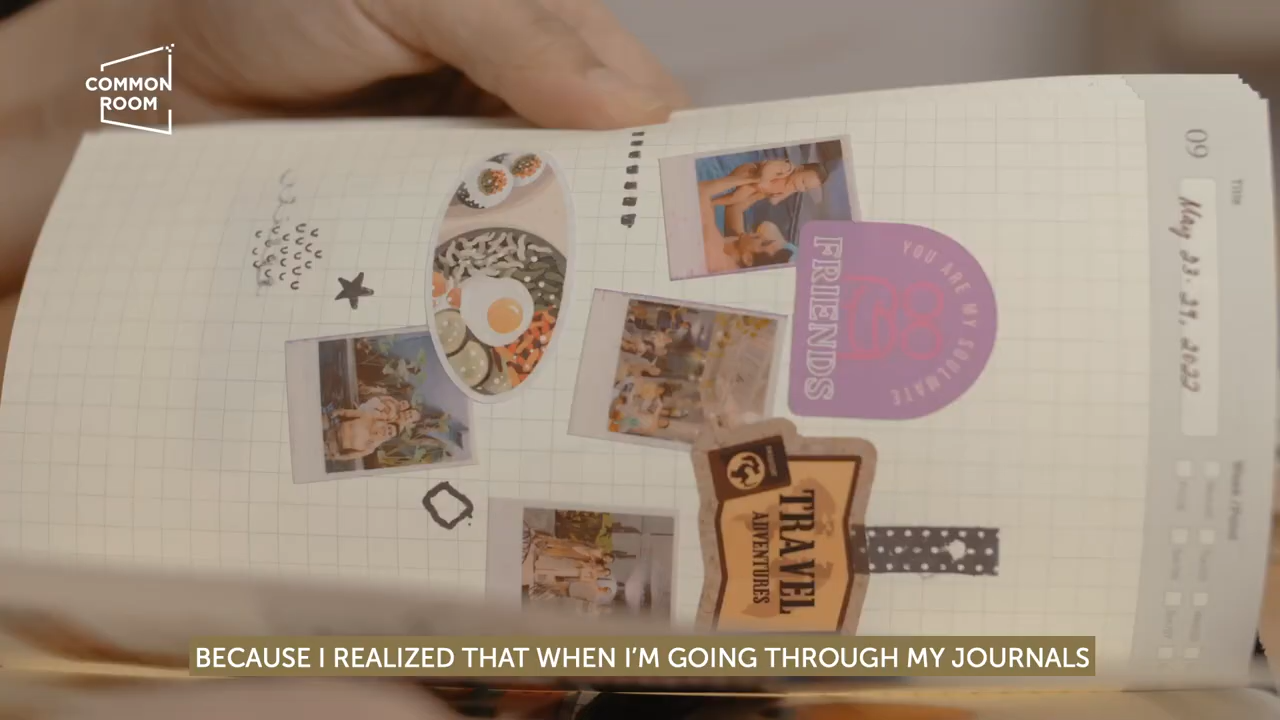 COMMON
ROOM
09
Title
May 23-27, 2022
YOU ARE MY SOULMATE
FRIENDS
TRAVEL
ADVENTURES
BECAUSE I REALIZED THAT WHEN I'M GOING THROUGH MY JOURNALS